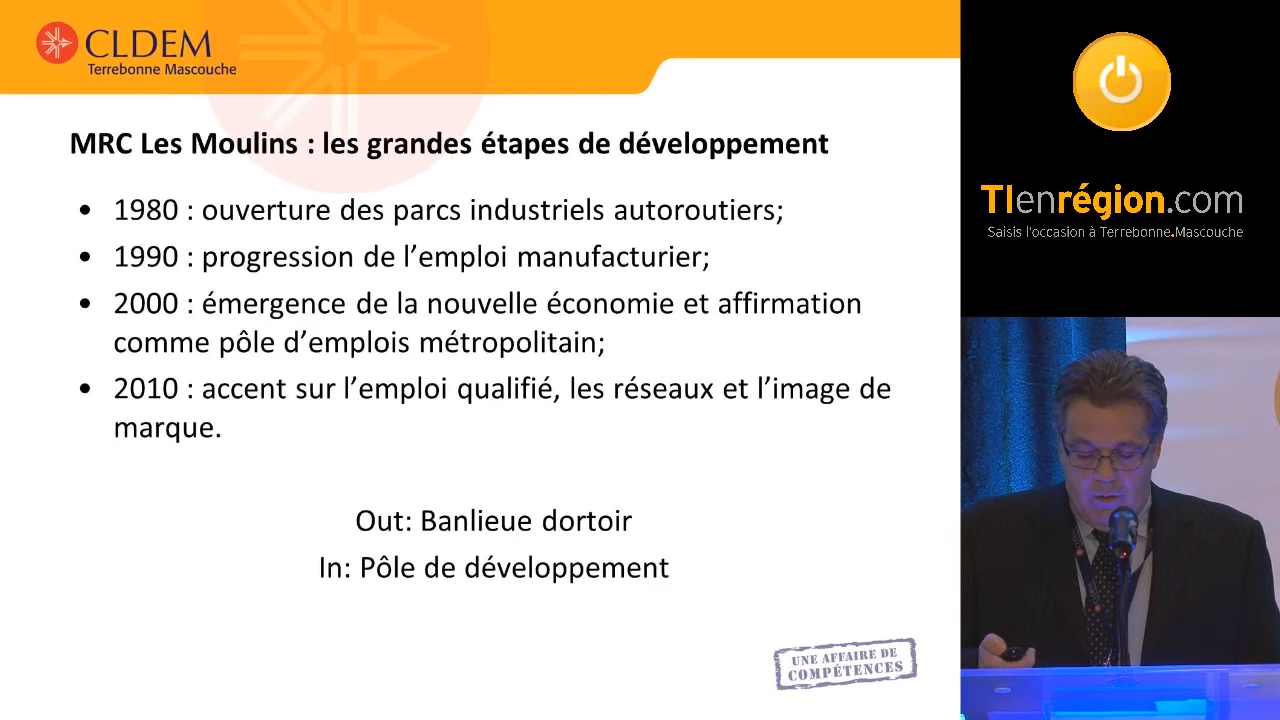 CLDEM
Terrebonne Mascouche
MRC Les Moulins : les grandes étapes de développement
• 1980 : ouverture des parcs industriels autoroutiers;
• 1990 : progression de l’emploi manufacturier;
• 2000 : émergence de la nouvelle économie et affirmation
comme pôle d’emplois métropolitain;
• 2010 : accent sur l’emploi qualifié, les réseaux et l’image de
marque.
Out: Banlieue dortoir
In: Pôle de développement
UNE AFFAIRE DE
COMPÉTENCES
TIenrégion.com
Saisis l'occasion à Terrebonne.Mascouche